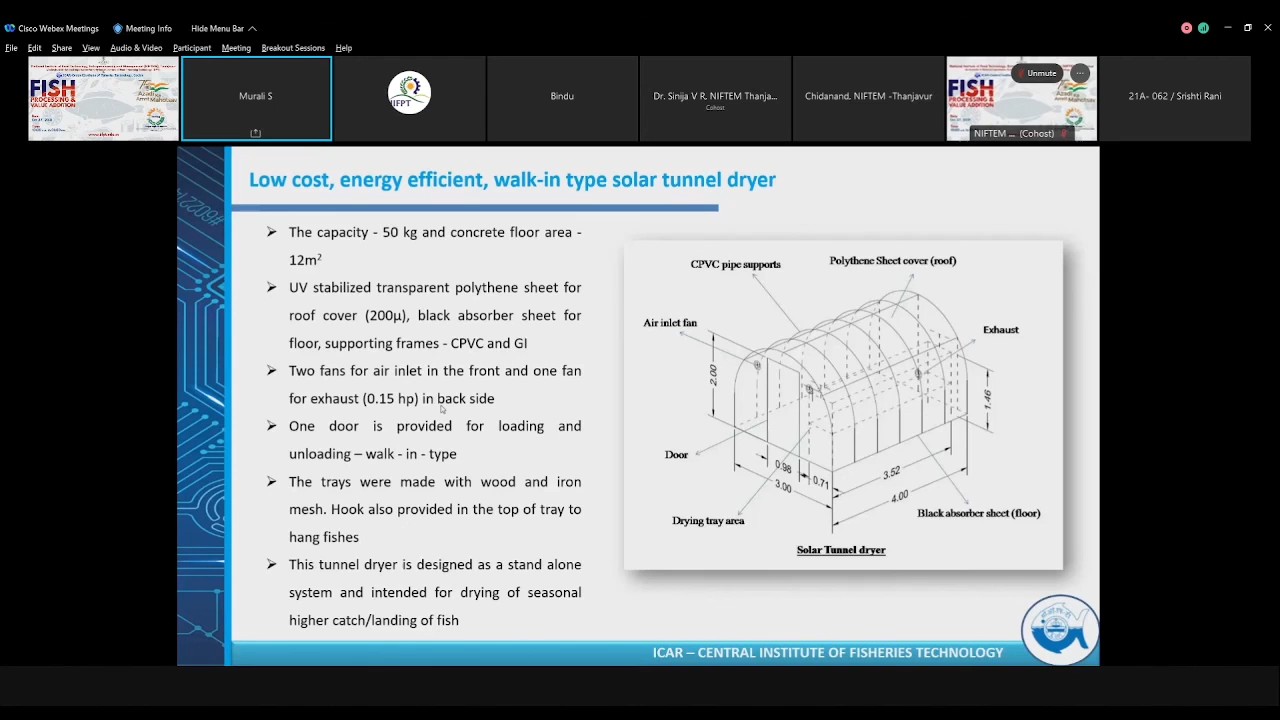 Cisco Webex Meetings
Meeting Info
Hide Menu Bar
File Edit Share View Audio & Video Participant Meeting Breakout Sessions Help
FISH
PROCESSING &
VALUE ADDITION
Azadi
Amrit Mahotsav
Murali S
IIFPT
Bindu
Dr. Sinija V R. NIFTEM Thanja...
Cohost
Chidanand. NIFTEM -Thanjavur
Unmute
FISH
PROCESSING &
VALUE ADDITION
NIFTEM ... (Cohost)
21A- 062 / Srishti Rani
Low cost, energy efficient, walk-in type solar tunnel dryer
➢ The capacity - 50 kg and concrete floor area -
12m²
➢ UV stabilized transparent polythene sheet for
roof cover (200µ), black absorber sheet for
floor, supporting frames - CPVC and GI
➢ Two fans for air inlet in the front and one fan
for exhaust (0.15 hp) in back side
➢ One door is provided for loading and
unloading – walk - in - type
➢ The trays were made with wood and iron
mesh. Hook also provided in the top of tray to
hang fishes
➢ This tunnel dryer is designed as a stand alone
system and intended for drying of seasonal
higher catch/landing of fish
CPVC pipe supports
Polythene Sheet cover (roof)
Air inlet fan
Exhaust
2.00
1.46
Door
0.98
0.71
3.00
3.52
4.00
Drying tray area
Black absorber sheet (floor)
Solar Tunnel dryer
ICAR – CENTRAL INSTITUTE OF FISHERIES TECHNOLOGY